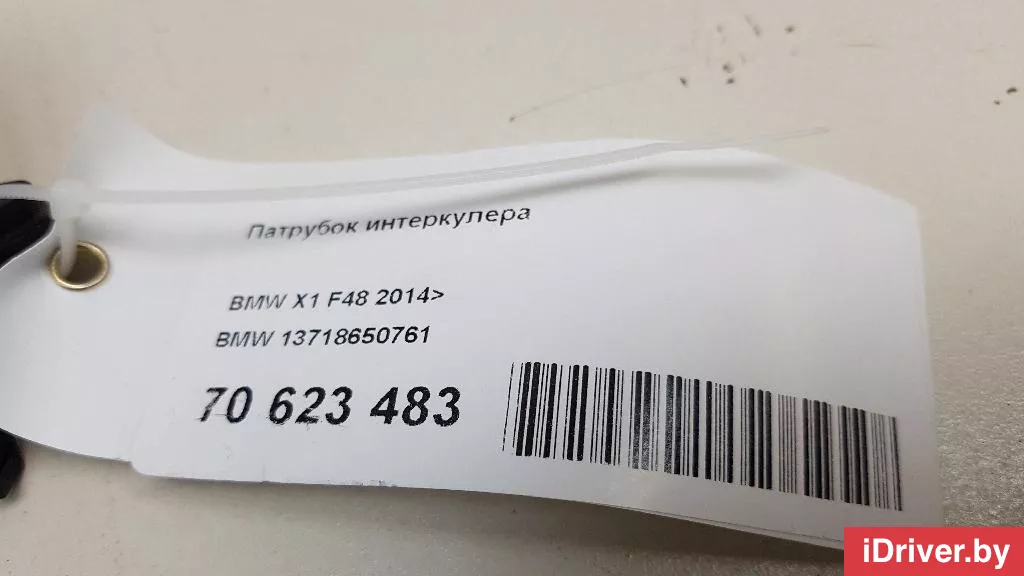 Патрубок интеркулера
BMW X1 F48 2014>
BMW 13718650761
70 623 483
iDriver.by